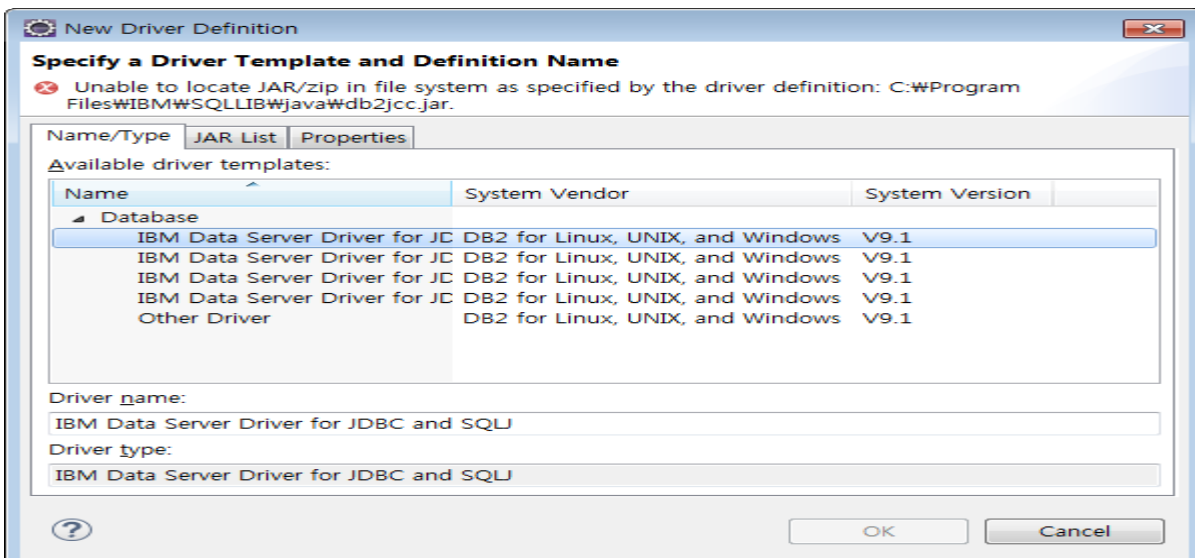 New Driver Definition
Specify a Driver Template and Definition Name
Unable to locate JAR/zip in file system as specified by the driver definition: C:₩Program
Files₩IBM₩SQLLIB₩java₩db2jcc.jar.
Name/Type JAR List Properties
Available driver templates:
Name System Vendor System Version
Database
IBM Data Server Driver for JD DB2 for Linux, UNIX, and Windows V9.1
IBM Data Server Driver for JD DB2 for Linux, UNIX, and Windows V9.1
IBM Data Server Driver for JD DB2 for Linux, UNIX, and Windows V9.1
IBM Data Server Driver for JD DB2 for Linux, UNIX, and Windows V9.1
Other Driver DB2 for Linux, UNIX, and Windows V9.1
Driver name:
IBM Data Server Driver for JDBC and SQLJ
Driver type:
IBM Data Server Driver for JDBC and SQLJ
? OK Cancel